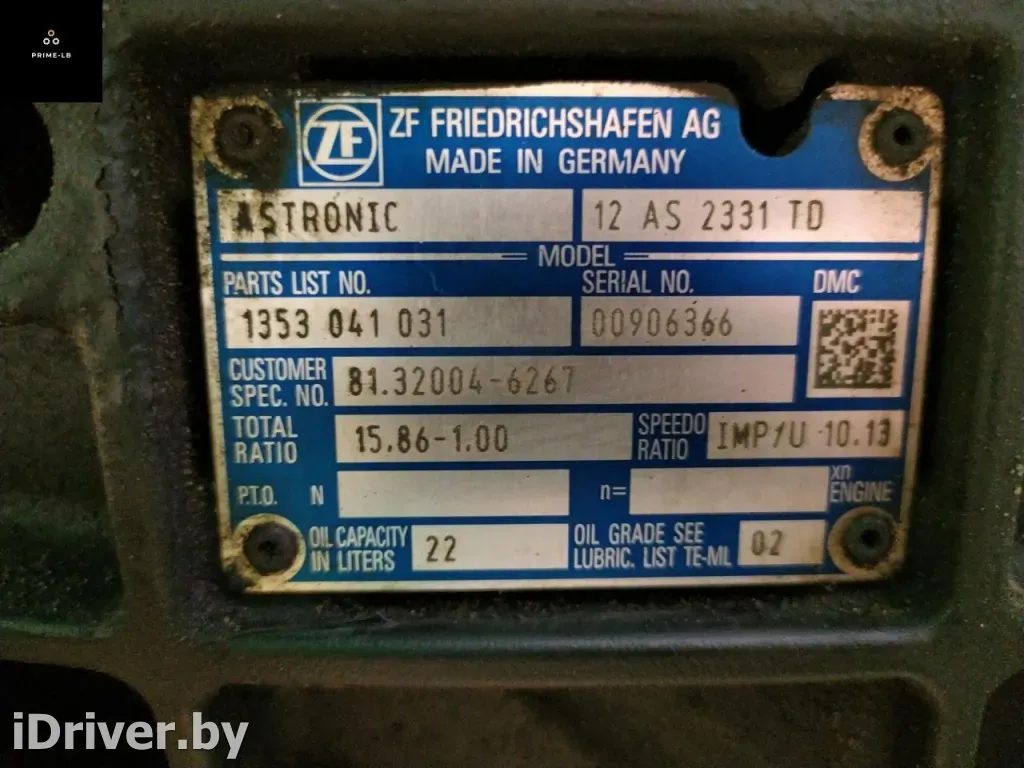 PRIME-LB
ZF
ZF FRIEDRICHSHAFEN AG
MADE IN GERMANY
ASTRONIC 12 AS 2331 TD
MODEL
PARTS LIST NO. SERIAL NO. DMC
1353 041 031 00906366
CUSTOMER SPEC. NO. 81.32004-6267
TOTAL RATIO 15.86-1.00 SPEEDO RATIO IMP/U 10.13
P.T.O. N n= xn ENGINE
OIL CAPACITY IN LITERS 22 OIL GRADE SEE LUBRIC. LIST TE-ML 02
iDriver.by